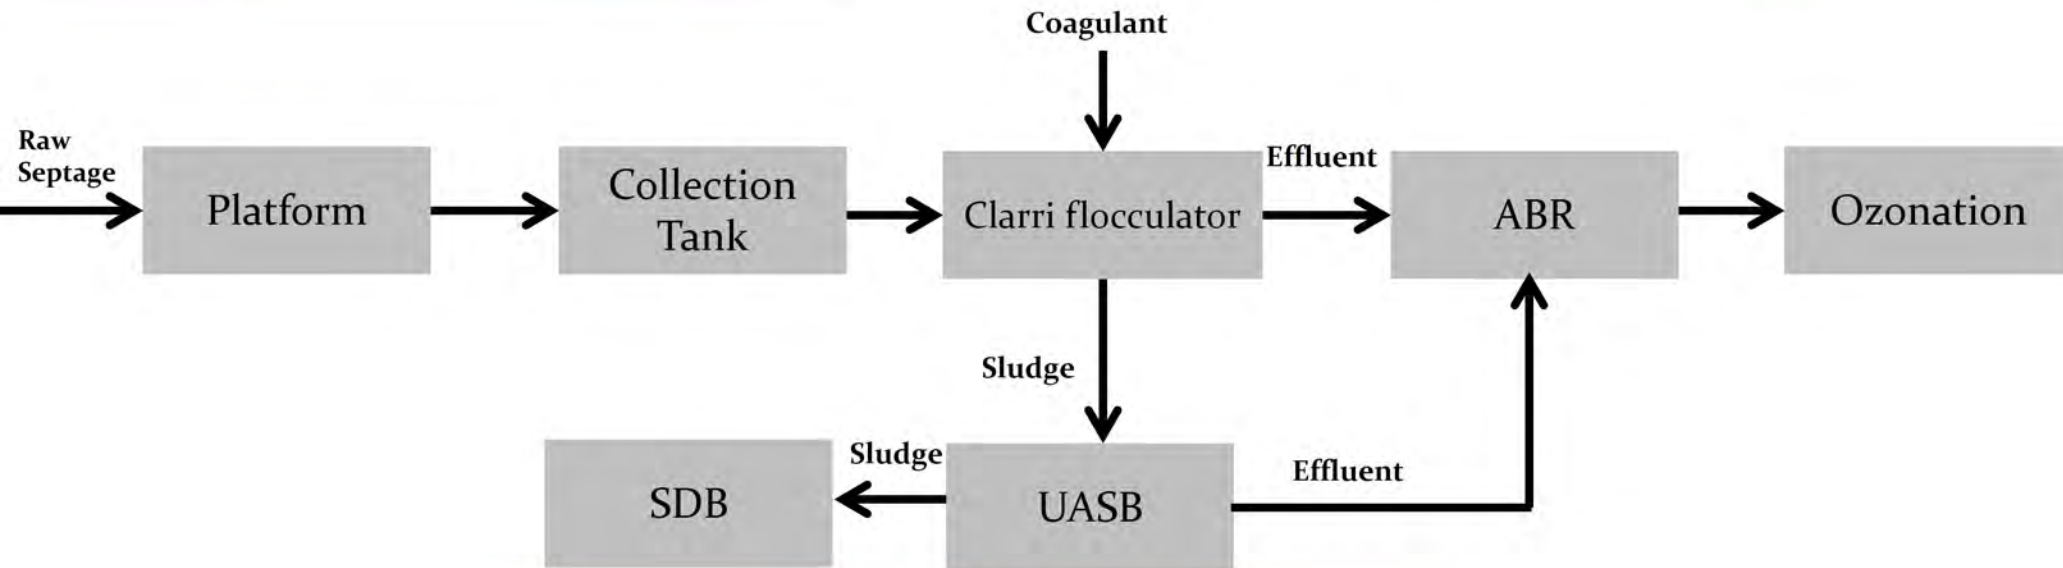 Coagulant
Raw
Septage
Platform
Collection
Tank
Clarri flocculator
Effluent
ABR
Ozonation
Sludge
SDB
Sludge
UASB
Effluent